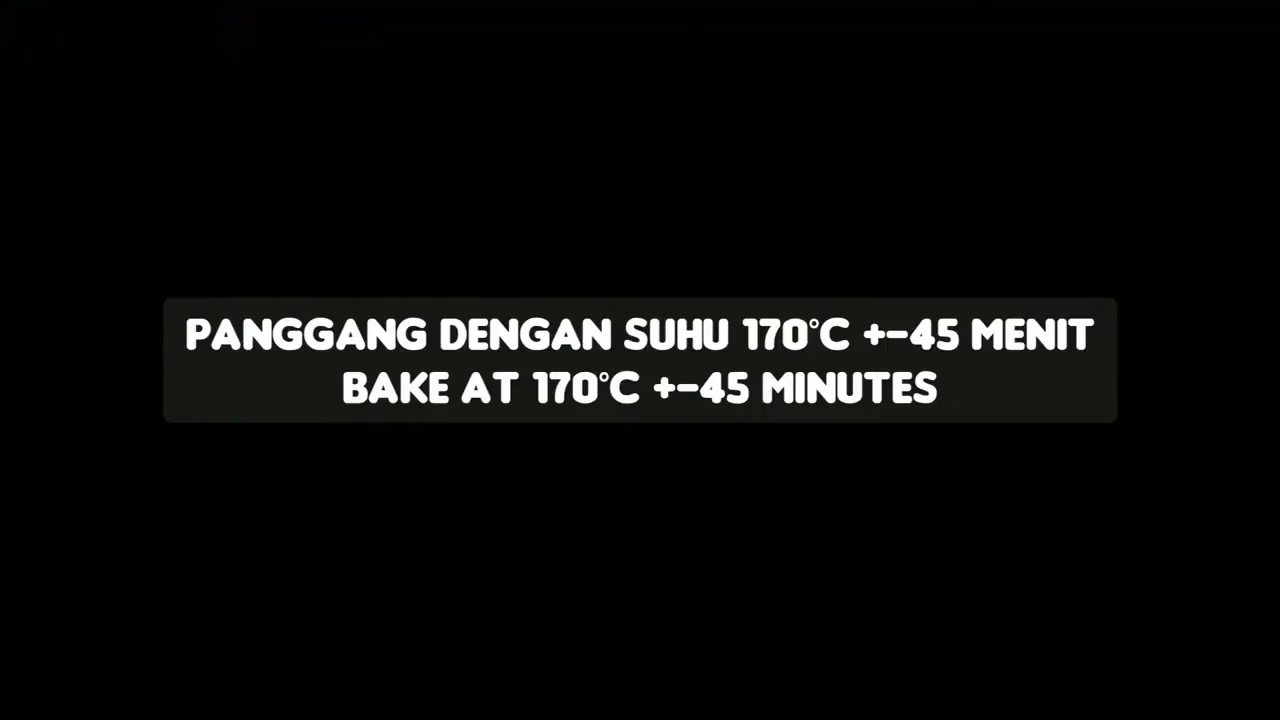 PANGGANG DENGAN SUHU 170°C +-45 MENIT
BAKE AT 170°C +-45 MINUTES